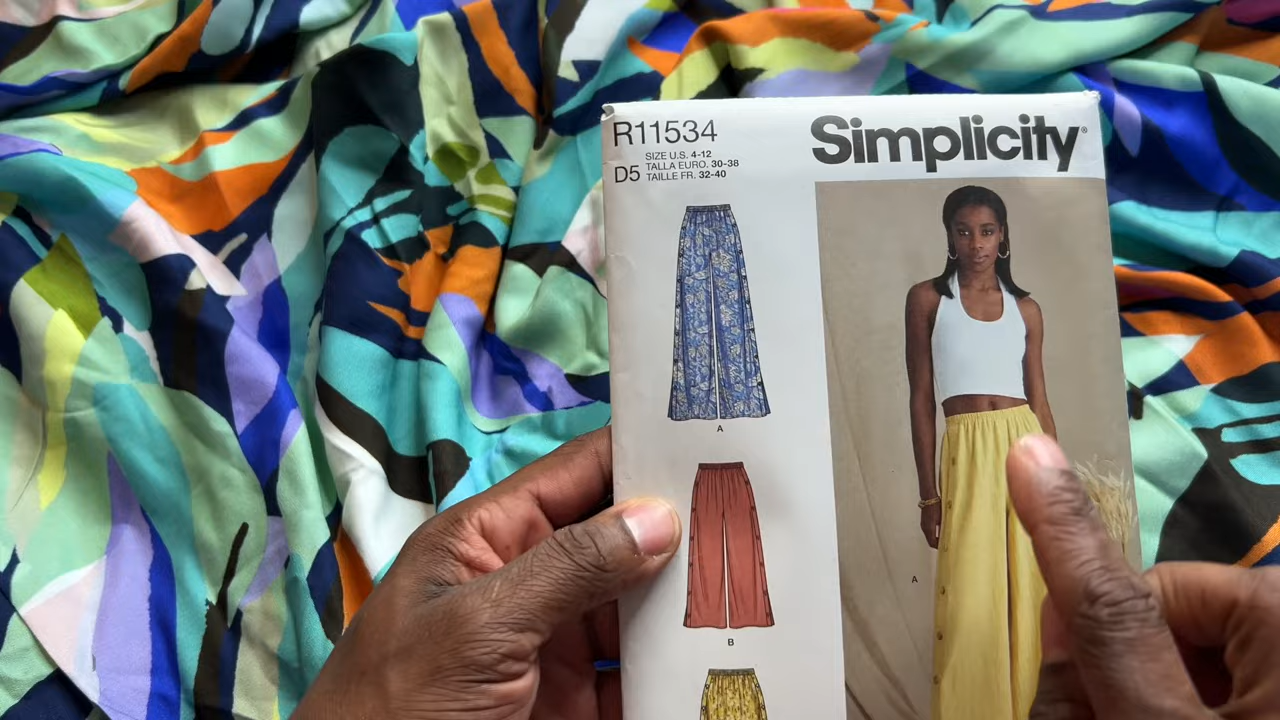 R11534
D5
SIZE U.S. 4-12
TALLA EURO. 30-38
TAILLE FR. 32-40
Simplicity®
A
B
A